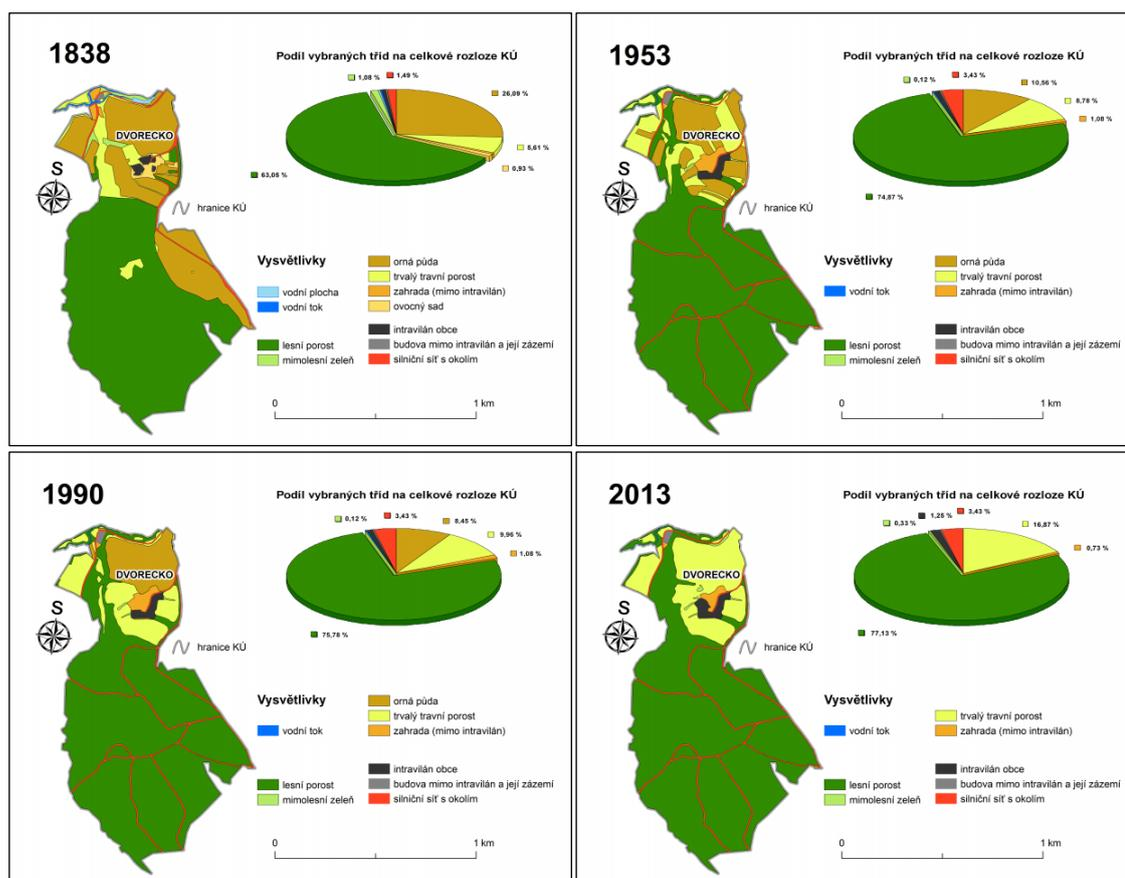 1838
Podíl vybraných tříd na celkové rozloze KÚ
1,08 %
1,49 %
26,09 %
5,61 %
0,93 %
63,05 %
DVORECKO
S
hranice KÚ
Vysvětlivky
vodní plocha
vodní tok
lesní porost
mimolesní zeleň
orná půda
trvalý travní porost
zahrada (mimo intravilán)
ovocný sad
intravilán obce
budova mimo intravilán a její zázemí
silniční síť s okolím
0
1 km
1953
Podíl vybraných tříd na celkové rozloze KÚ
0,12 %
3,43 %
10,56 %
8,78 %
1,08 %
74,87 %
DVORECKO
S
hranice KÚ
Vysvětlivky
vodní tok
lesní porost
mimolesní zeleň
orná půda
trvalý travní porost
zahrada (mimo intravilán)
intravilán obce
budova mimo intravilán a její zázemí
silniční síť s okolím
0
1 km
1990
Podíl vybraných tříd na celkové rozloze KÚ
0,12 %
3,43 %
8,45 %
9,96 %
1,08 %
75,78 %
DVORECKO
S
hranice KÚ
Vysvětlivky
vodní tok
lesní porost
mimolesní zeleň
orná půda
trvalý travní porost
zahrada (mimo intravilán)
intravilán obce
budova mimo intravilán a její zázemí
silniční síť s okolím
0
1 km
2013
Podíl vybraných tříd na celkové rozloze KÚ
0,33 %
1,25 %
3,43 %
16,87 %
0,73 %
77,13 %
DVORECKO
S
hranice KÚ
Vysvětlivky
vodní tok
lesní porost
mimolesní zeleň
trvalý travní porost
zahrada (mimo intravilán)
intravilán obce
budova mimo intravilán a její zázemí
silniční síť s okolím
0
1 km